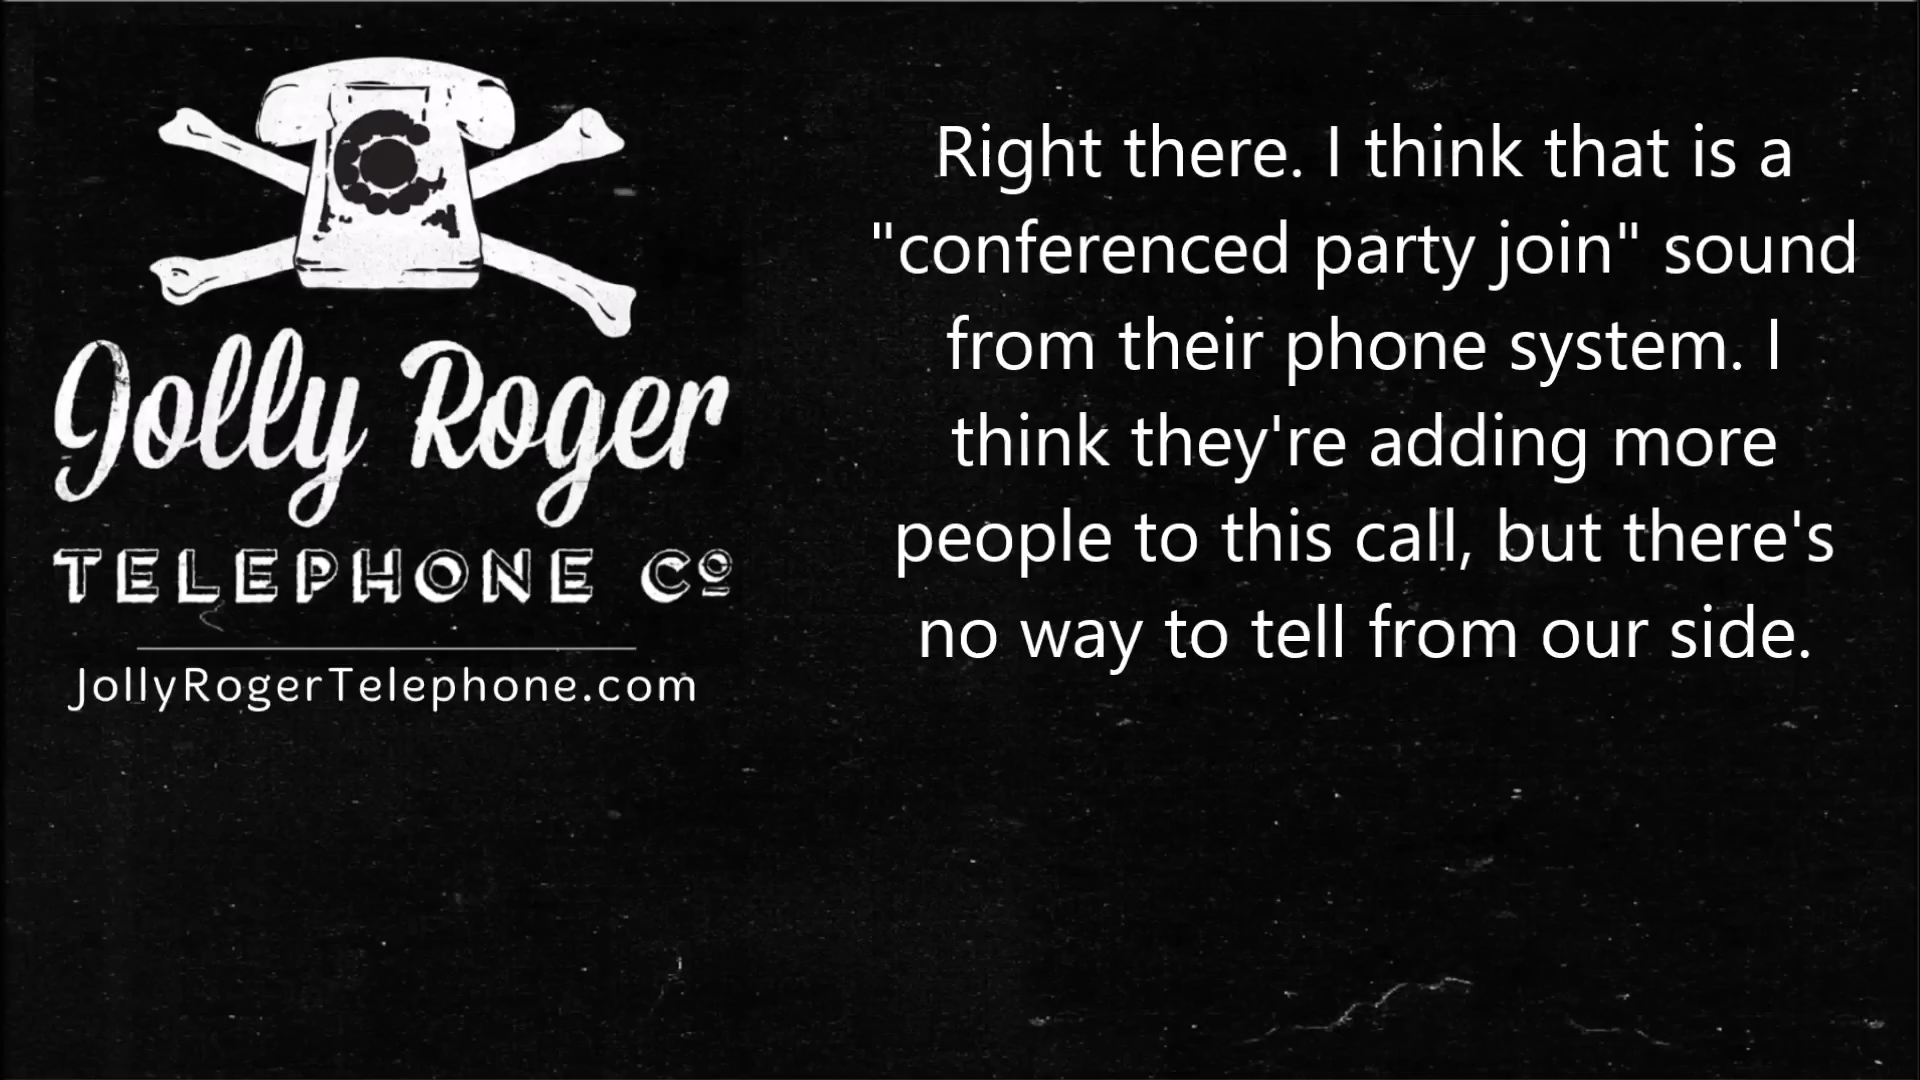 Jolly Roger
TELEPHONE Cº
JollyRogerTelephone.com
Right there. I think that is a
"conferenced party join" sound
from their phone system. I
think they're adding more
people to this call, but there's
no way to tell from our side.